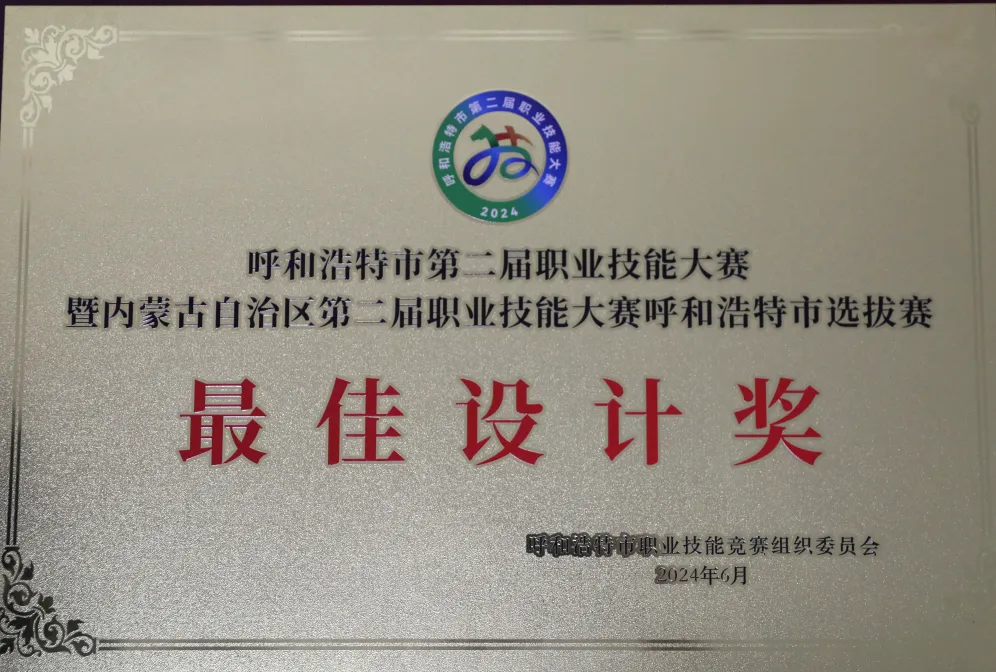 呼和浩特市第二届职业技能大赛
2024
呼和浩特市第二届职业技能大赛
暨内蒙古自治区第二届职业技能大赛呼和浩特市选拔赛
最佳设计奖
呼和浩特市职业技能竞赛组织委员会
2024年6月